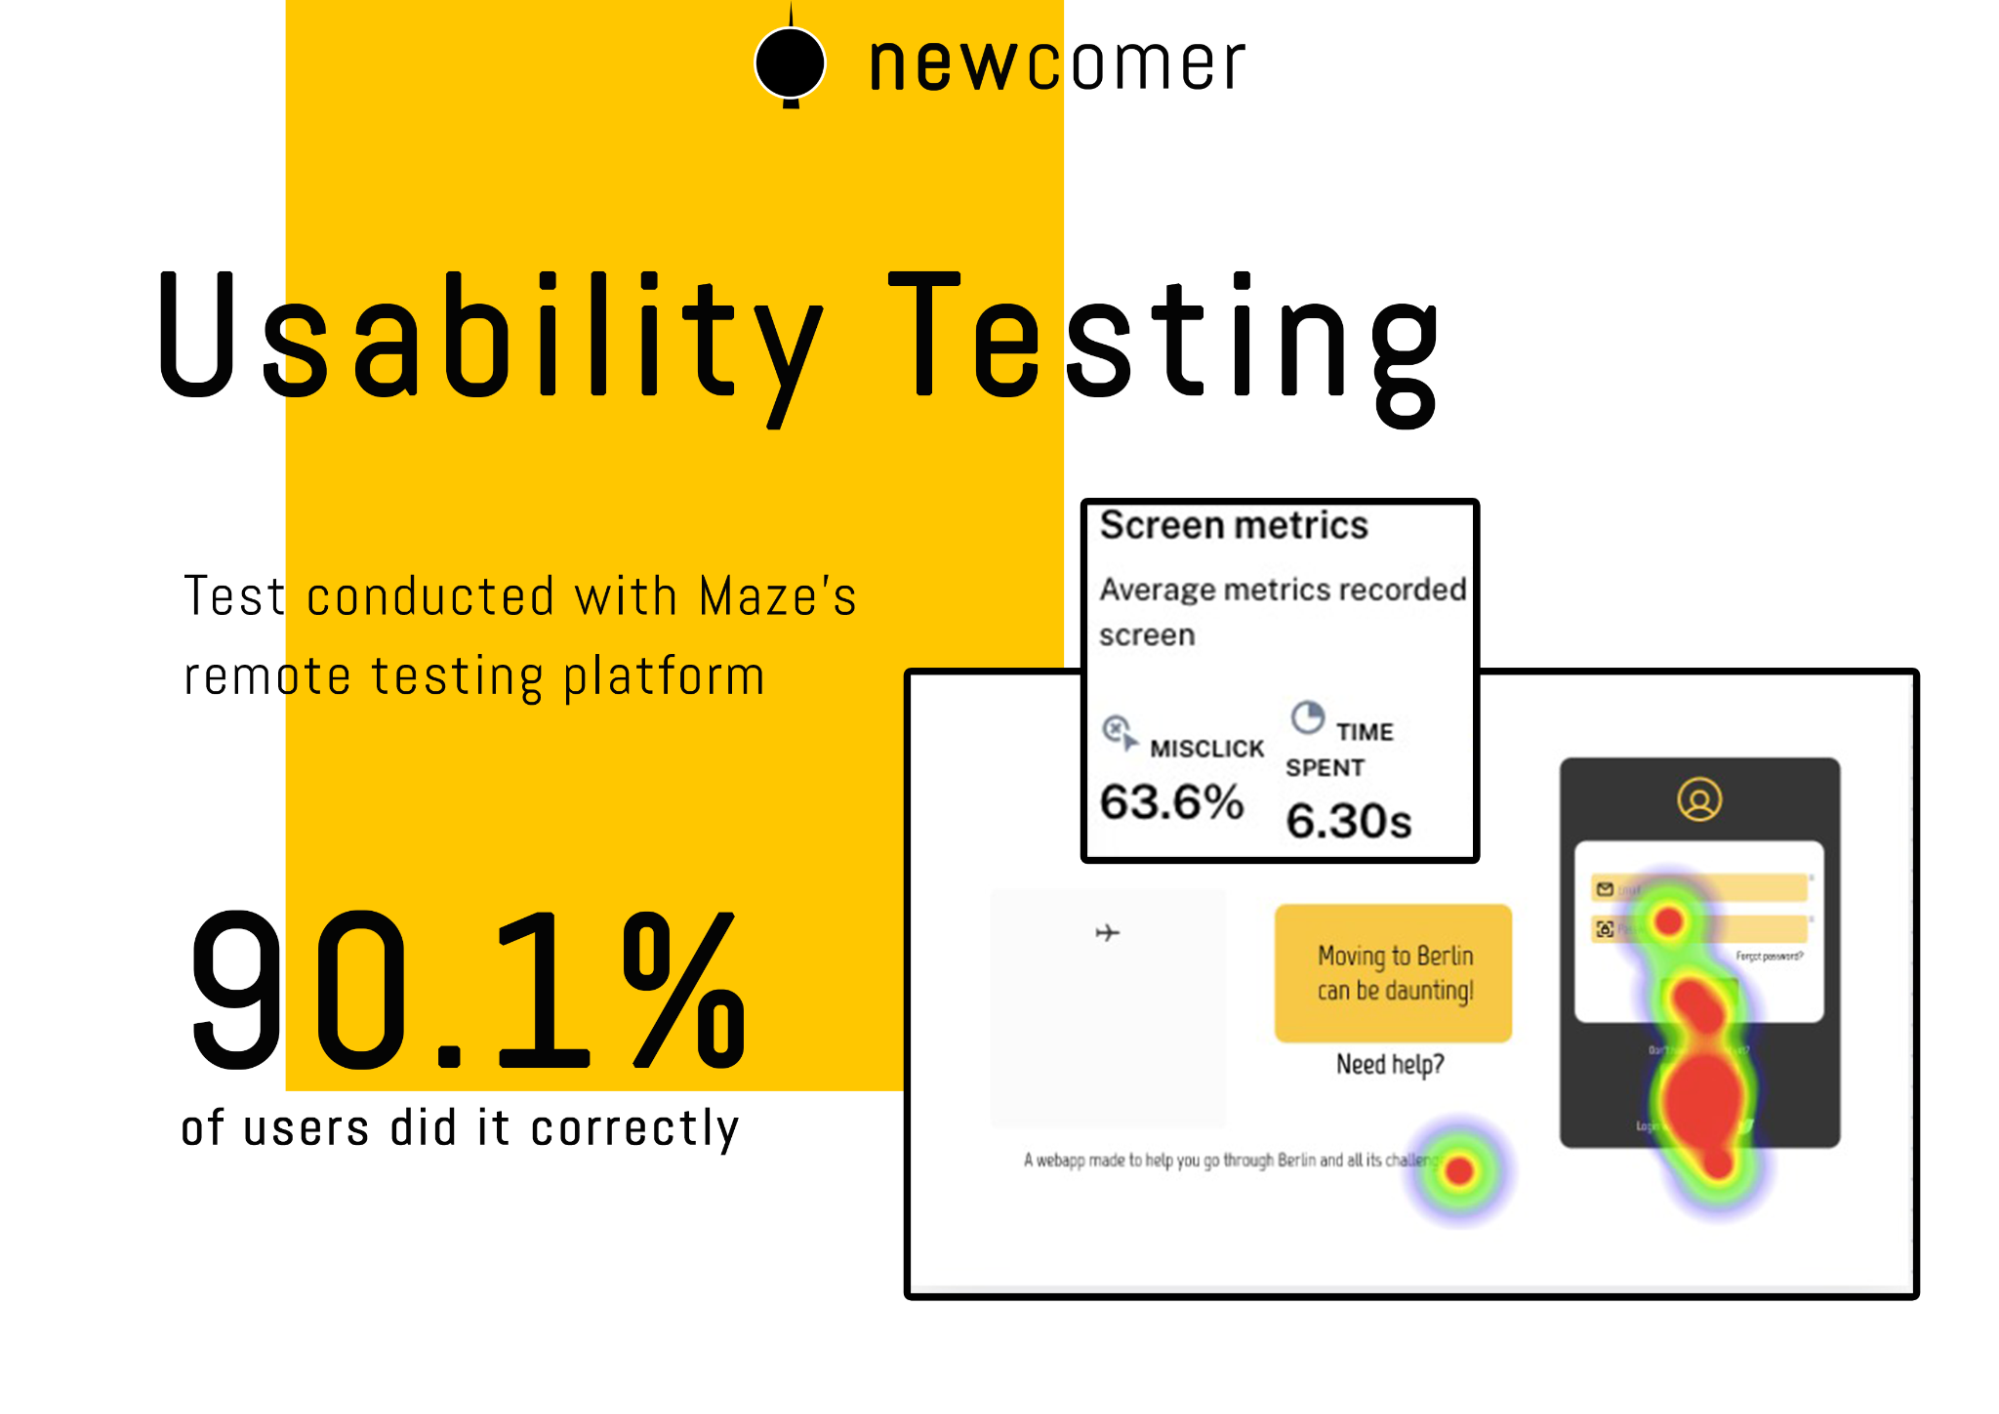 newcomer
Usability Testing
Test conducted with Maze's
remote testing platform
90.1%
of users did it correctly
Screen metrics
Average metrics recorded
screen
MISCLICK
63.6%
TIME
SPENT
6.30s
Moving to Berlin
can be daunting!
Need help?
A webapp made to help you go through Berlin and all its
Forgot password?